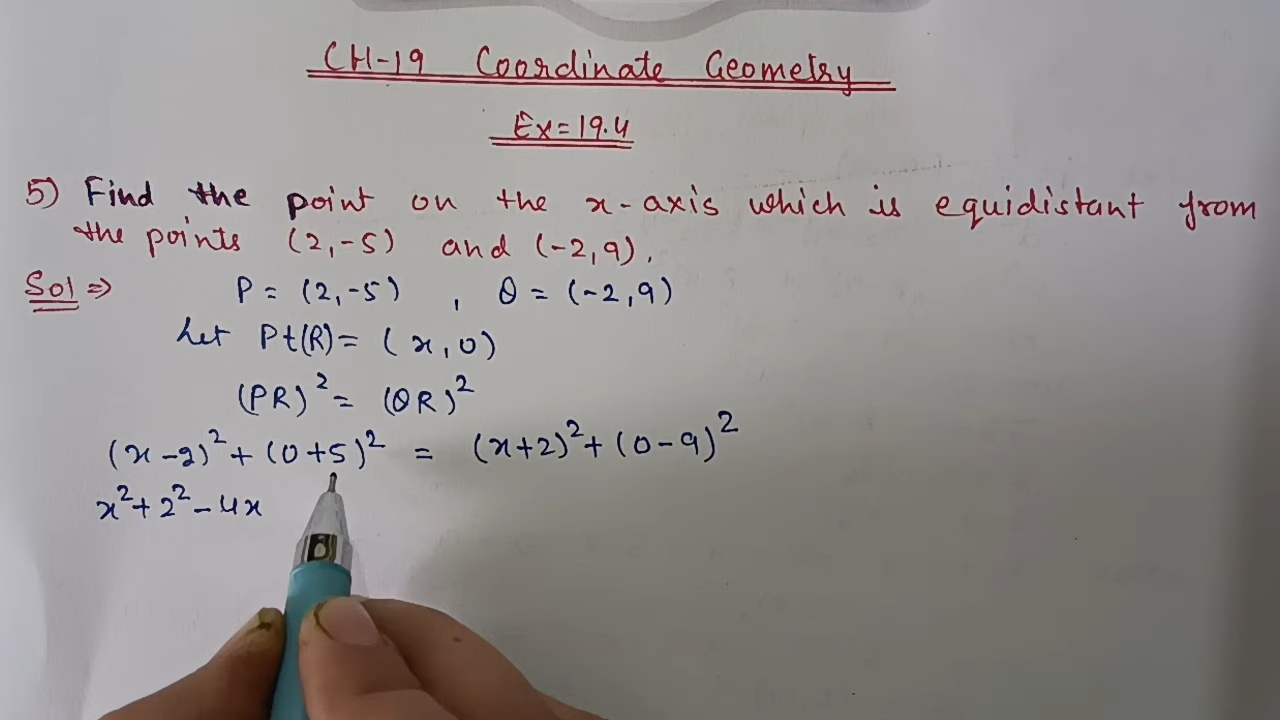 CH-19 Coordinate Geometry
Ex=19.4
5) Find the point on the x-axis which is equidistant from
the points (2,-5) and (-2,9).
Sol ⇒ P = (2,-5) , Q = (-2,9)
Let Pt(R)= (x,0)
(PR)² = (QR)²
(x-2)² + (0+5)² = (x+2)² + (0-9)²
x² + 2² - 4x